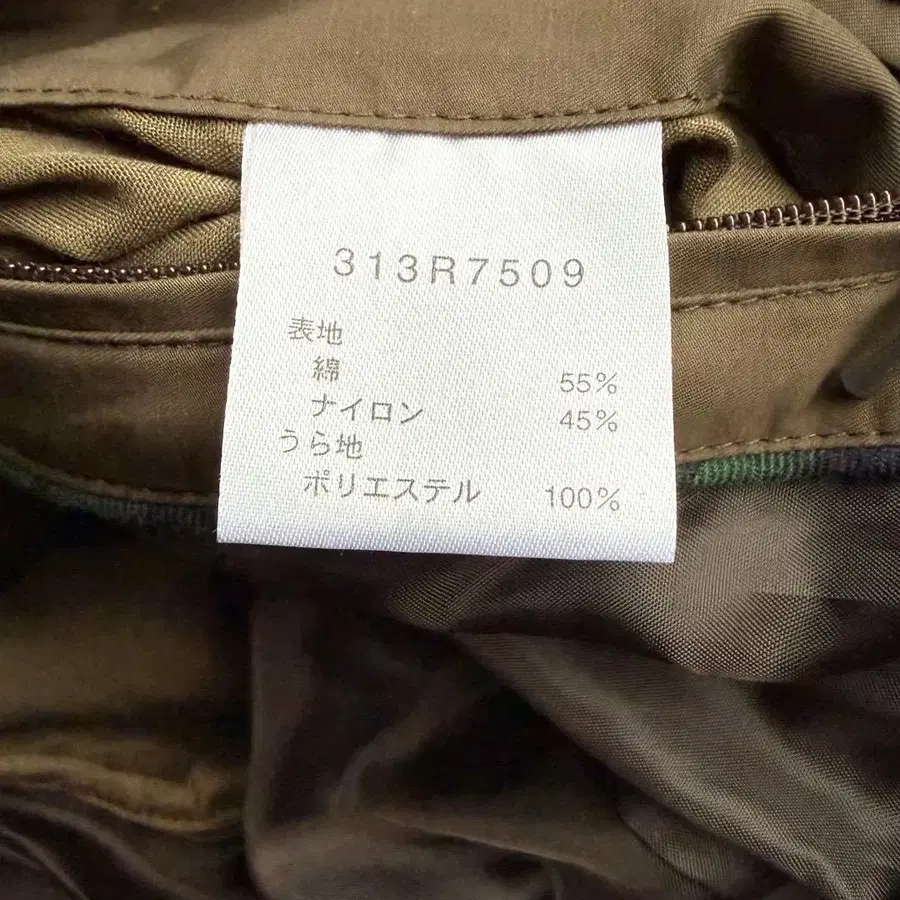 313R7509
表地
綿 55%
ナイロン 45%
うら地
ポリエステル 100%